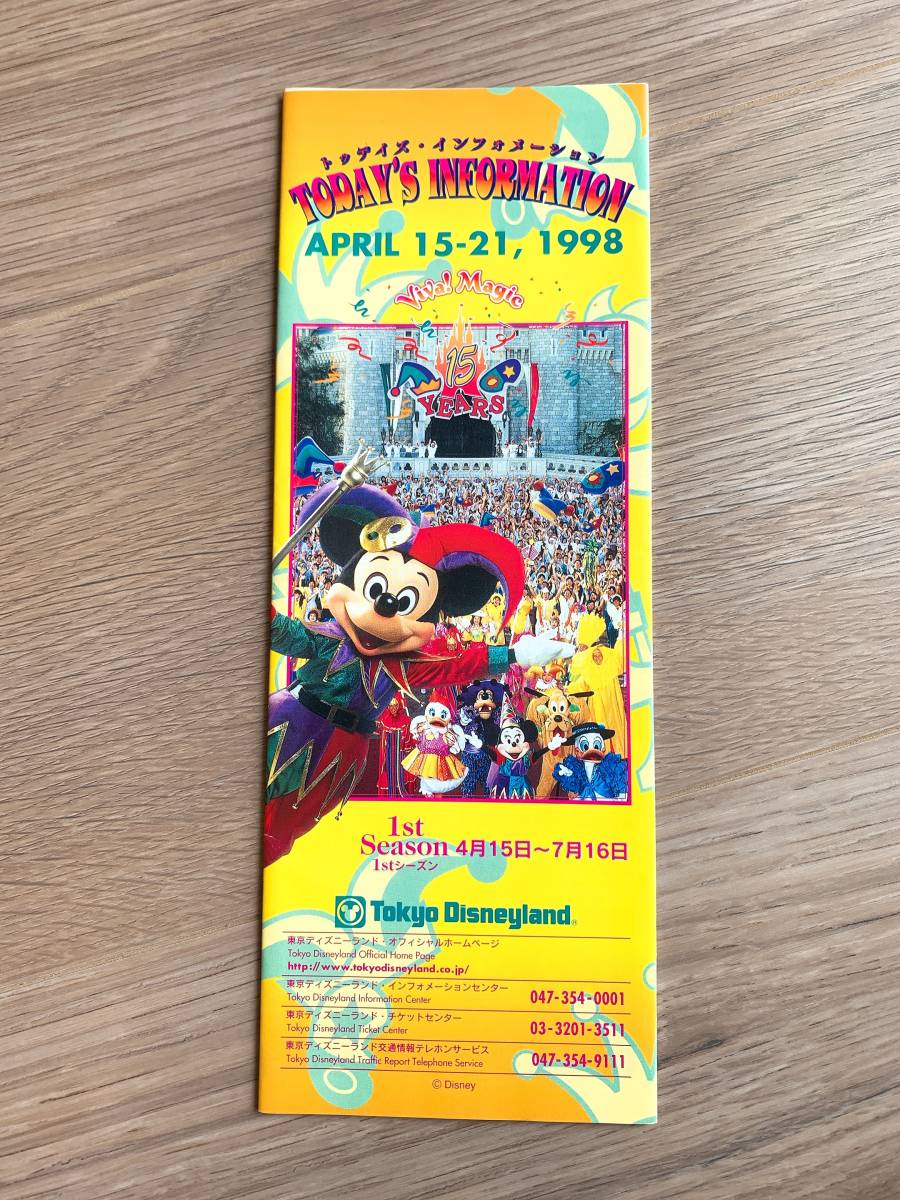 トゥデイズ・インフォメーション
TODAY'S INFORMATION
APRIL 15-21, 1998
Viva! Magic
15
YEARS
1st
Season 4月15日〜7月16日
1stシーズン
Tokyo Disneyland®
東京ディズニーランド・オフィシャルホームページ
Tokyo Disneyland Official Home Page
http://www.tokyodisneyland.co.jp/
東京ディズニーランド・インフォメーションセンター
Tokyo Disneyland Information Center 047-354-0001
東京ディズニーランド・チケットセンター
Tokyo Disneyland Ticket Center 03-3201-3511
東京ディズニーランド交通情報テレホンサービス
Tokyo Disneyland Traffic Report Telephone Service 047-354-9111
© Disney